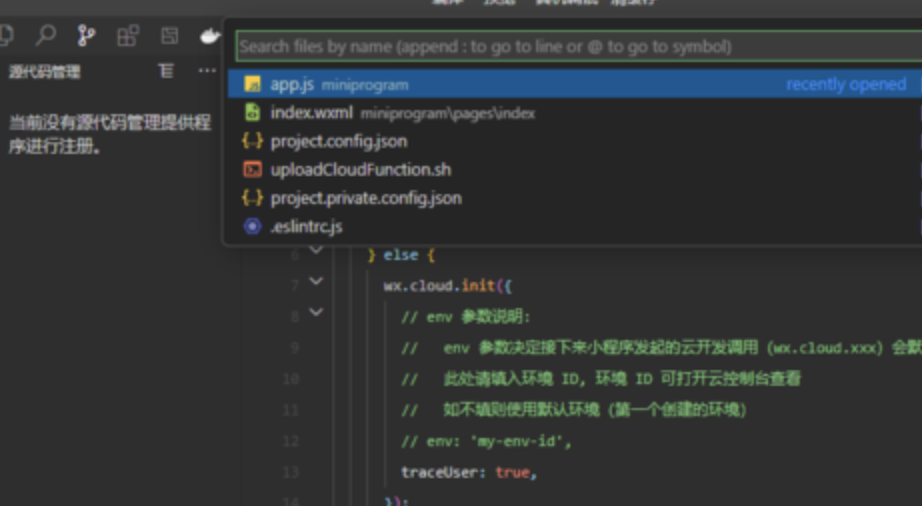 Search files by name (append : to go to line or @ to go to symbol)
源代码管理
app.js miniprogram recently opened
index.wxml miniprogram\pages\index
当前没有源代码管理提供程
序进行注册。
project.config.json
uploadCloudFunction.sh
project.private.config.json
.eslintrc.js
6 } else {
7 wx.cloud.init({
8 // env 参数说明:
9 // env 参数决定接下来小程序发起的云开发调用 (wx.cloud.xxx) 会默
10 // 此处请填入环境 ID, 环境 ID 可打开云控制台查看
11 // 如不填则使用默认环境 (第一个创建的环境)
12 // env: 'my-env-id',
13 traceUser: true,
14 });